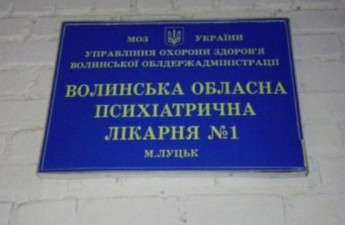 МОЗ УКРАЇНИ
УПРАВЛІННЯ ОХОРОНИ ЗДОРОВ'Я
ВОЛИНСЬКОЇ ОБЛДЕРЖАДМІНІСТРАЦІЇ
ВОЛИНСЬКА ОБЛАСНА
ПСИХІАТРИЧНА
ЛІКАРНЯ №1
М.ЛУЦЬК